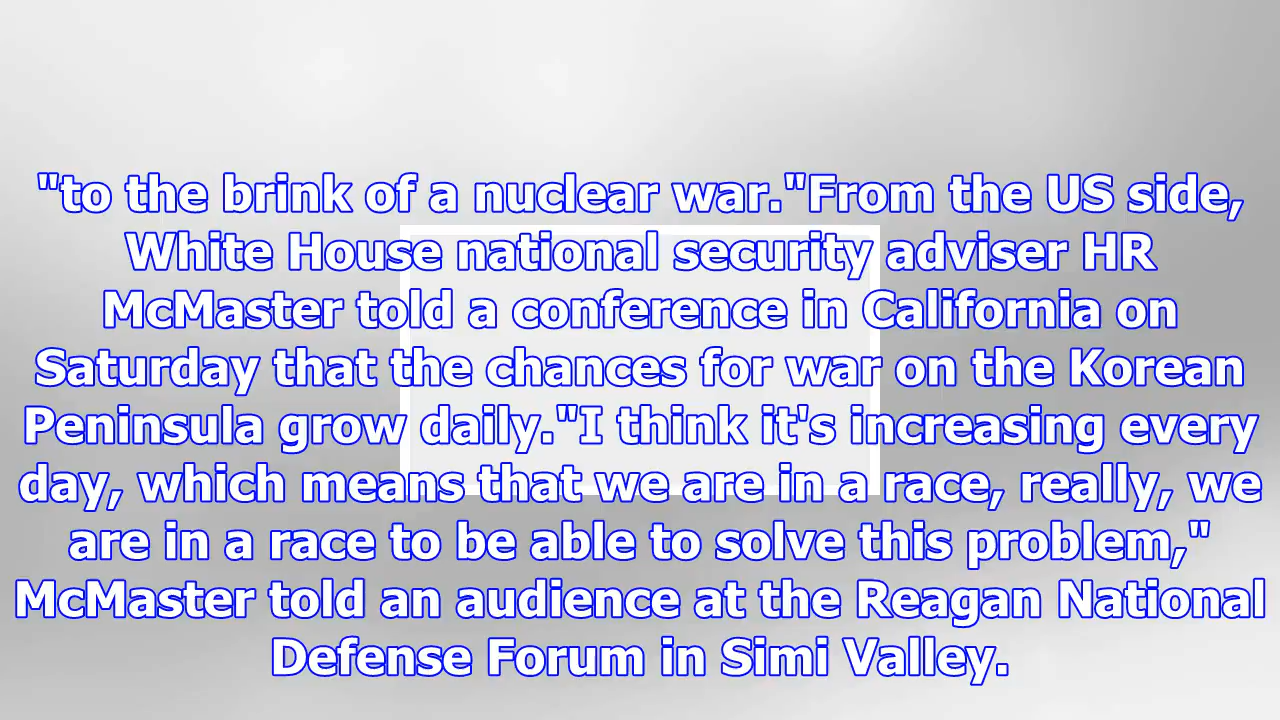 "to the brink of a nuclear war."From the US side,
White House national security adviser HR
McMaster told a conference in California on
Saturday that the chances for war on the Korean
Peninsula grow daily."I think it's increasing every
day, which means that we are in a race, really, we
are in a race to be able to solve this problem,"
McMaster told an audience at the Reagan National
Defense Forum in Simi Valley.